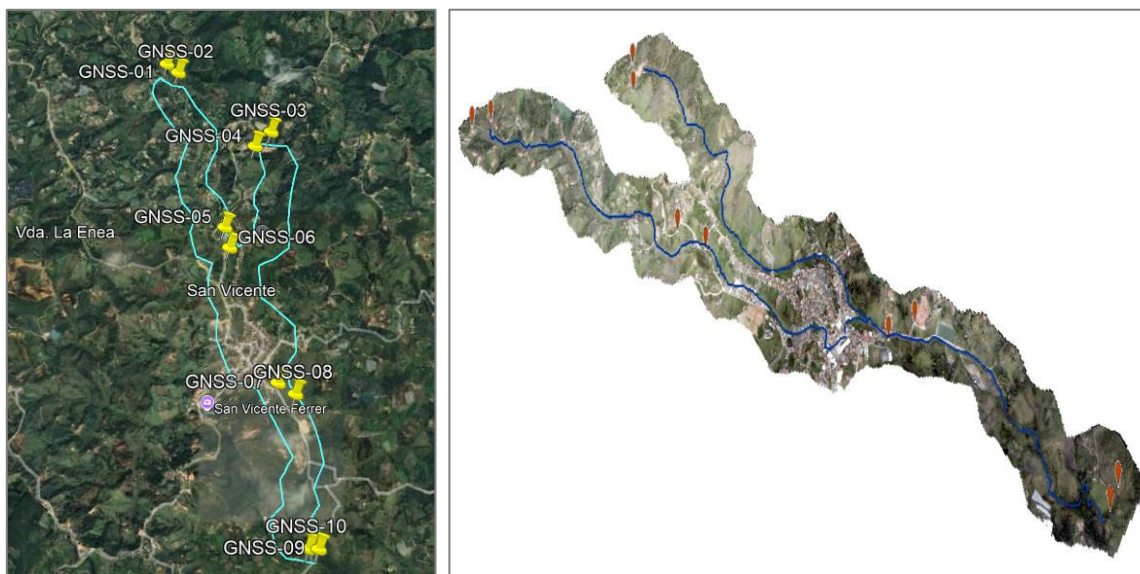 GNSS-02
GNSS-01
GNSS-03
GNSS-04
GNSS-05
GNSS-06
Vda. La Enea
San Vicente
GNSS-08
GNSS-07
San Vicente Ferrer
GNSS-10
GNSS-09